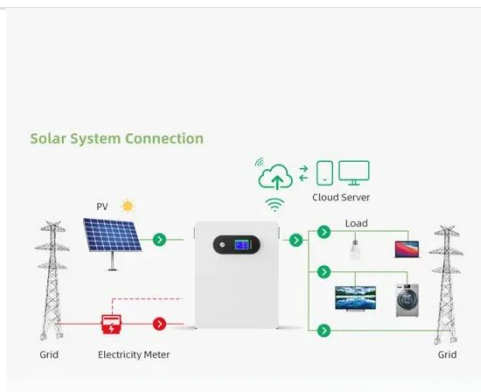 Solar System Connection
Cloud Server
PV
Load
Grid
Electricity Meter
Grid